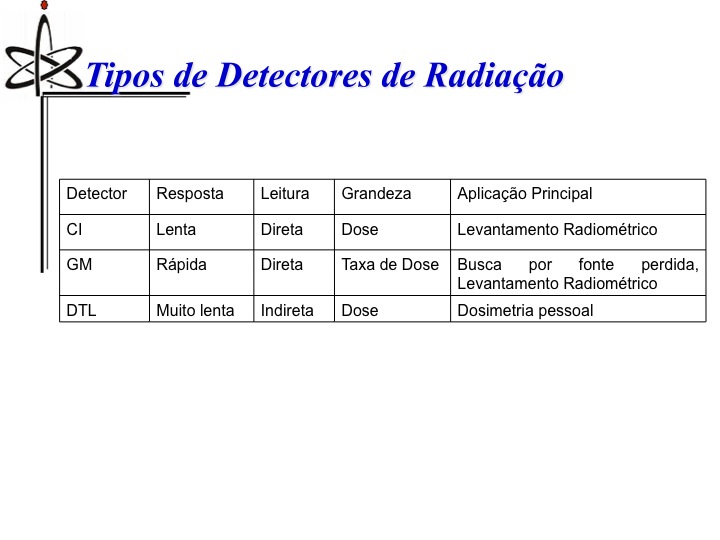 Tipos de Detectores de Radiação
Detector Resposta Leitura Grandeza Aplicação Principal
CI Lenta Direta Dose Levantamento Radiométrico
GM Rápida Direta Taxa de Dose Busca por fonte perdida,
Levantamento Radiométrico
DTL Muito lenta Indireta Dose Dosimetria pessoal